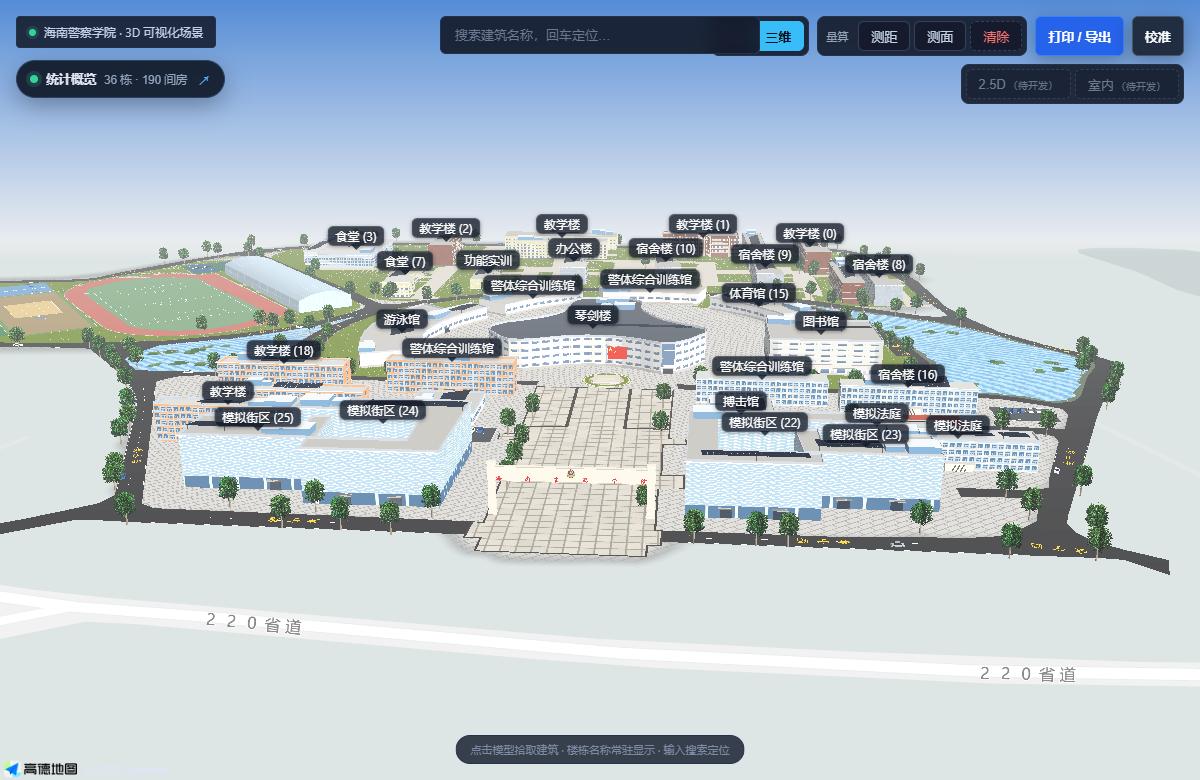 海南警察学院 · 3D 可视化场景
搜索建筑名称，回车定位...
三维
量算
测距
测面
清除
打印 / 导出
校准
统计概览 36 栋 · 190 间房 ↗
2.5D （待开发）
室内 （待开发）
教学楼 (2)
教学楼
教学楼 (1)
教学楼 (0)
食堂 (3)
办公楼
宿舍楼 (10)
宿舍楼 (9)
食堂 (7)
功能实训
宿舍楼 (8)
警体综合训练馆
警体综合训练馆
体育馆 (15)
游泳馆
琴剑楼
图书馆
教学楼 (18)
警体综合训练馆
警体综合训练馆
宿舍楼 (16)
教学楼
搏击馆
模拟街区 (25)
模拟街区 (24)
模拟法庭
模拟街区 (22)
模拟街区 (23)
模拟法庭
220省道
220省道
点击模型拾取建筑 · 楼栋名称常驻显示 · 输入搜索定位
高德地图